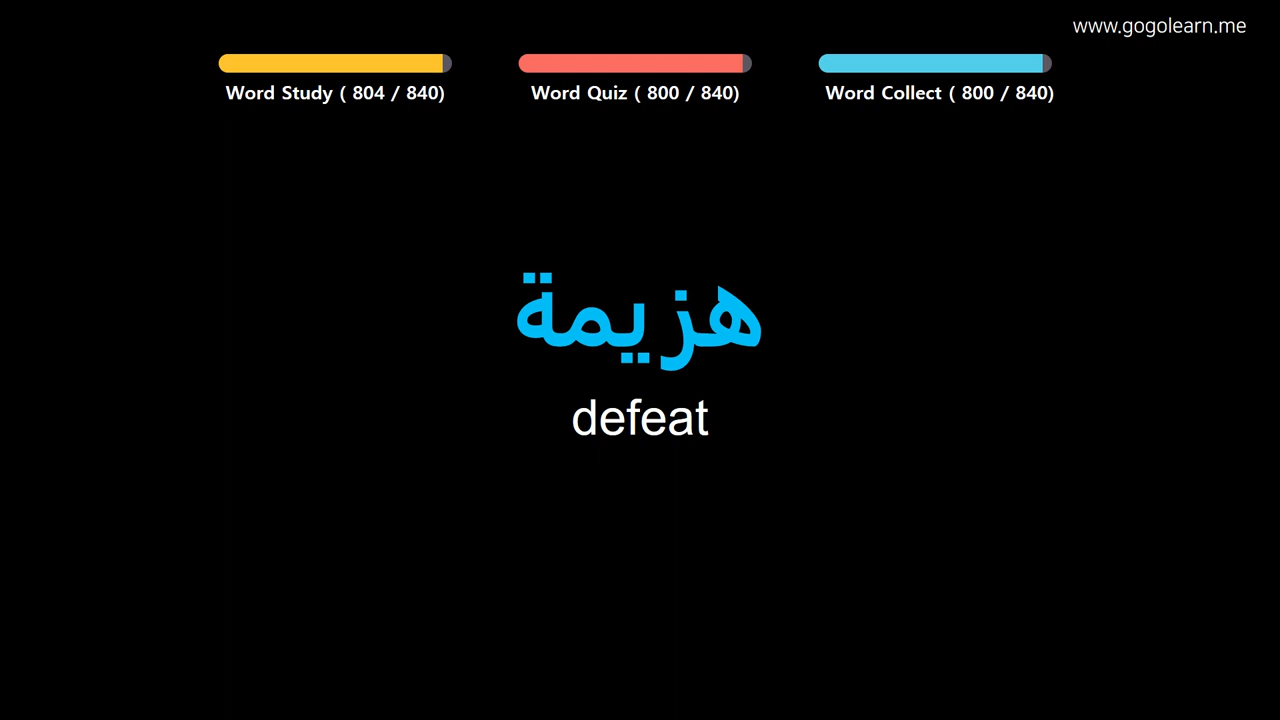 www.gogolearn.me
Word Study ( 804 / 840)
Word Quiz ( 800 / 840)
Word Collect ( 800 / 840)
هزيمة
defeat